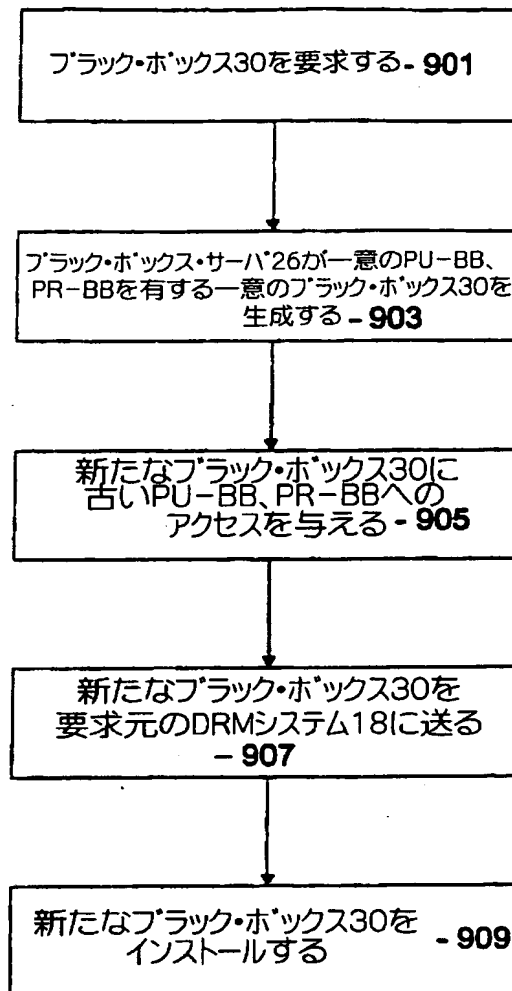 ブラック・ボックス30を要求する - 901
ブラック・ボックス・サーバ26が一意のPU-BB、
PR-BBを有する一意のブラック・ボックス30を
生成する - 903
新たなブラック・ボックス30に
古いPU-BB、PR-BBへの
アクセスを与える - 905
新たなブラック・ボックス30を
要求元のDRMシステム18に送る
- 907
新たなブラック・ボックス30を
インストールする - 909